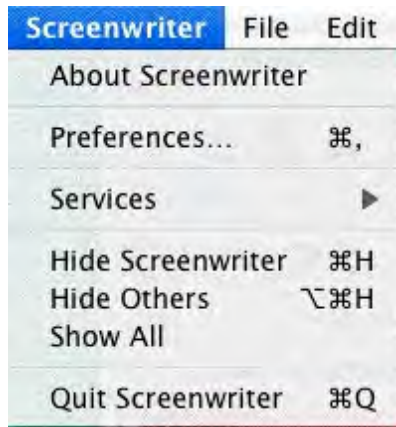 Screenwriter File Edit
About Screenwriter
Preferences... ⌘,
Services ▶
Hide Screenwriter ⌘H
Hide Others ⌥⌘H
Show All
Quit Screenwriter ⌘Q